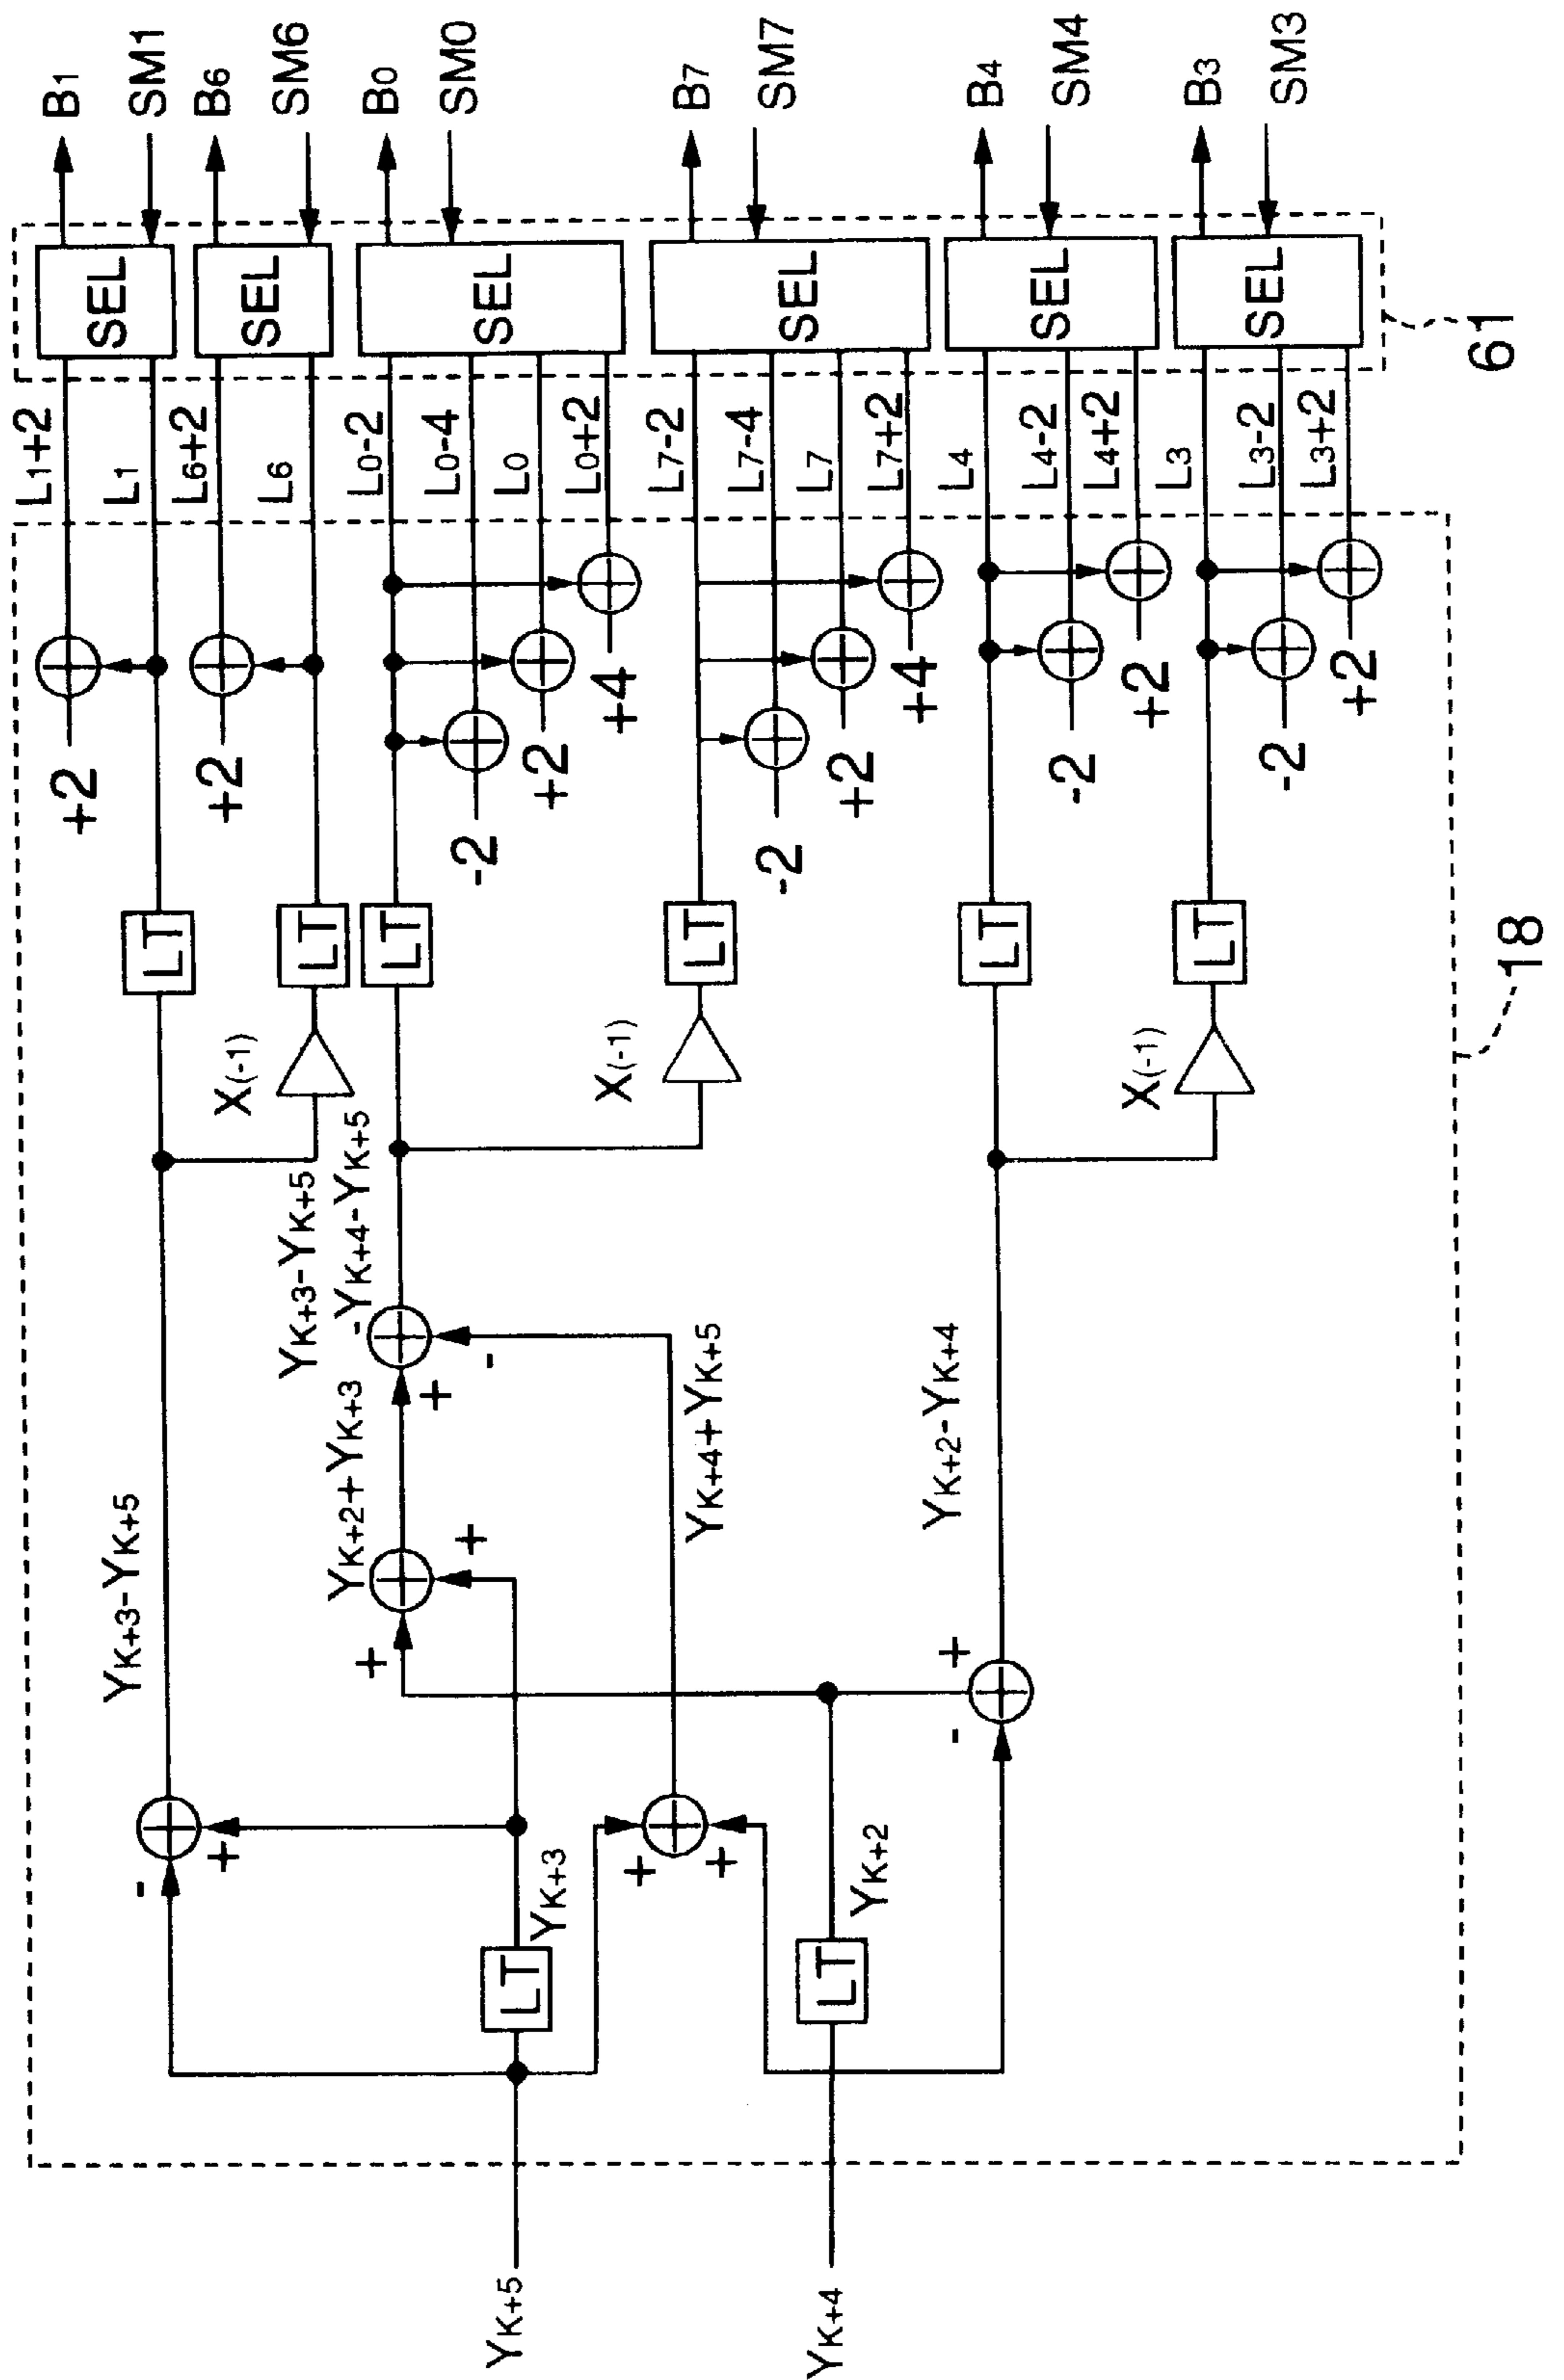 B1
SM1
B6
SM6
B0
SM0
B7
SM7
B4
SM4
B3
SM3
SEL
SEL
SEL
SEL
SEL
SEL
61
L1+2
L1
L6+2
L6
L0-2
L0-4
L0
L0+2
L7-2
L7-4
L7
L7+2
L4
L4-2
L4+2
L3
L3-2
L3+2
+2
+2
-2
+2
+4
-2
+2
+4
-2
+2
-2
+2
LT
LT
LT
LT
LT
LT
18
X(-1)
X(-1)
X(-1)
YK+3-YK+5
-YK+4-YK+5
+
-
YK+3-YK+5
YK+2+YK+3
YK+4+YK+5
YK+2-YK+4
+
+
-
+
+
+
-
+
LT
YK+3
LT
YK+2
YK+5
YK+4